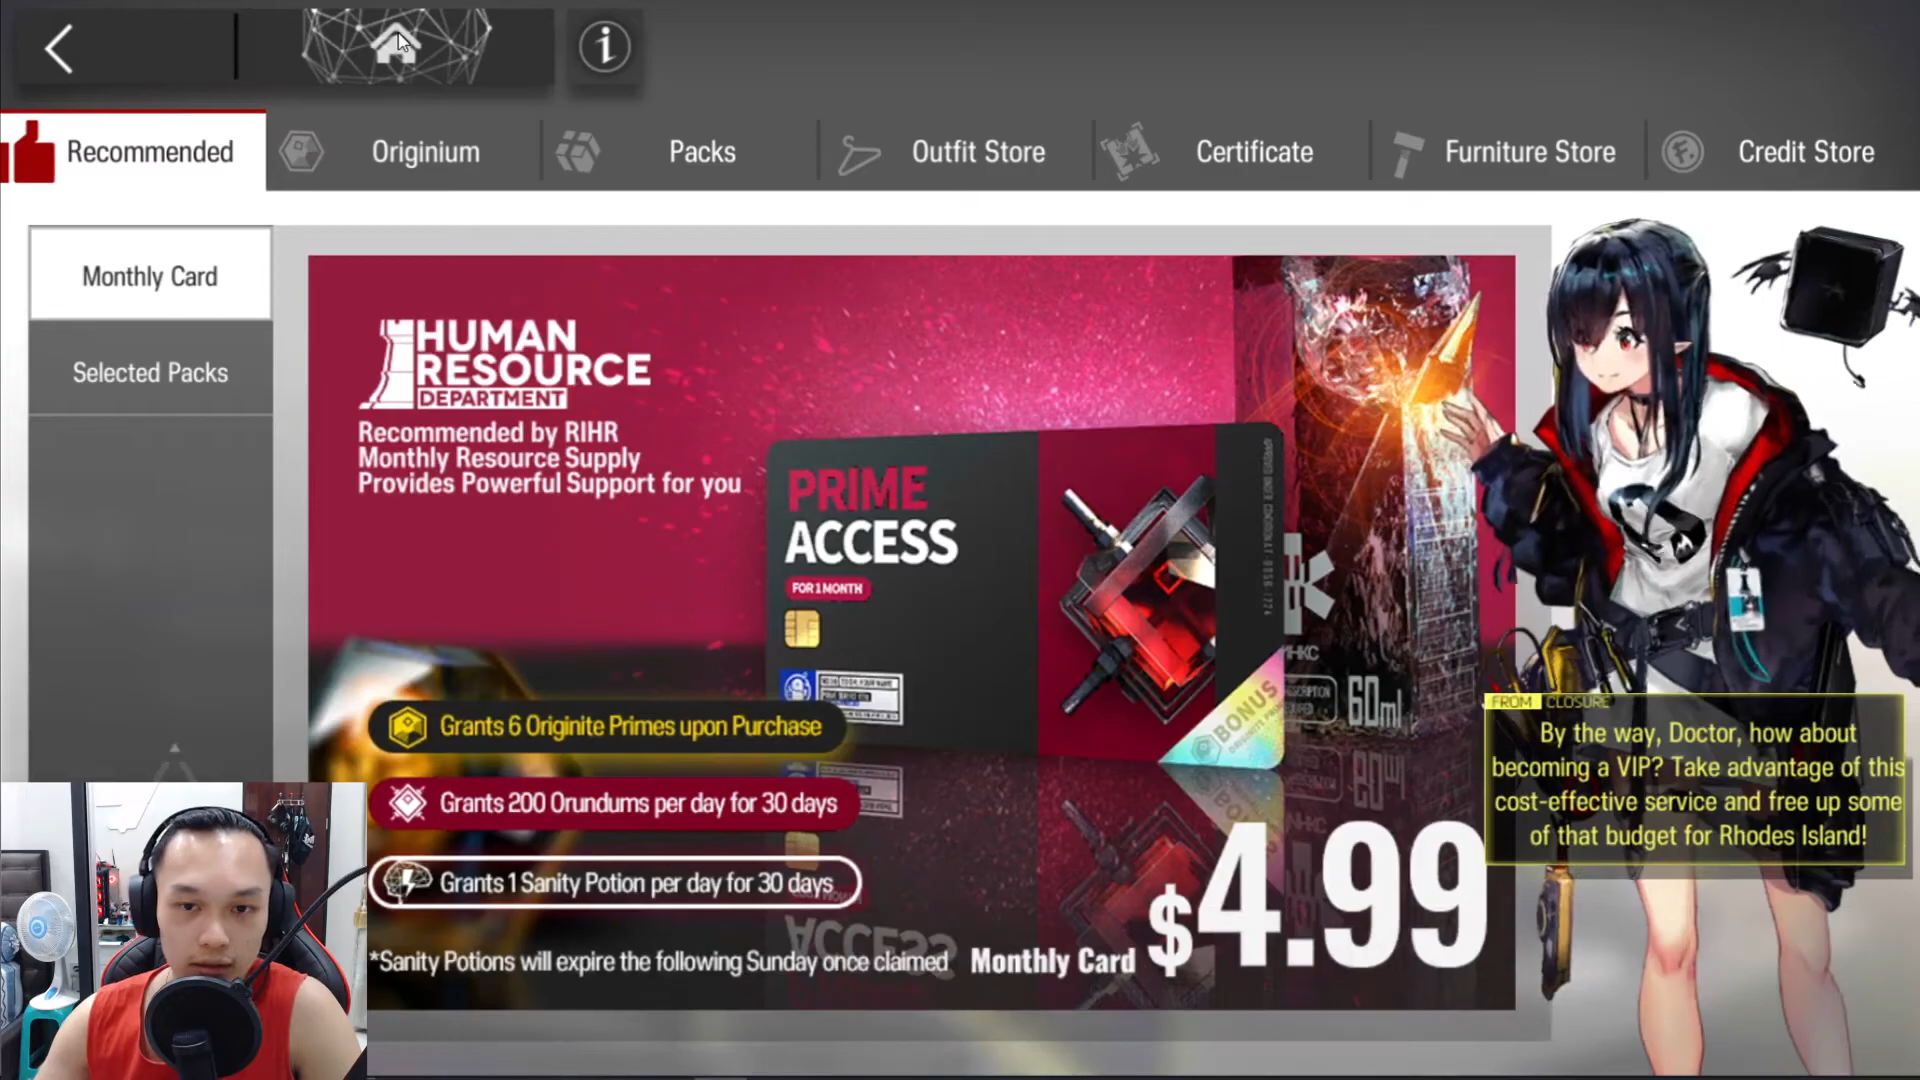 Recommended
Originium
Packs
Outfit Store
Certificate
Furniture Store
Credit Store
Monthly Card
Selected Packs
HUMAN
RESOURCE
DEPARTMENT
Recommended by RIHR
Monthly Resource Supply
Provides Powerful Support for you
PRIME
ACCESS
FOR 1 MONTH
BONUS
60ml
Grants 6 Originite Primes upon Purchase
Grants 200 Orundums per day for 30 days
Grants 1 Sanity Potion per day for 30 days
*Sanity Potions will expire the following Sunday once claimed
Monthly Card
$4.99
FROM CLOSURE
By the way, Doctor, how about
becoming a VIP? Take advantage of this
cost-effective service and free up some
of that budget for Rhodes Island!